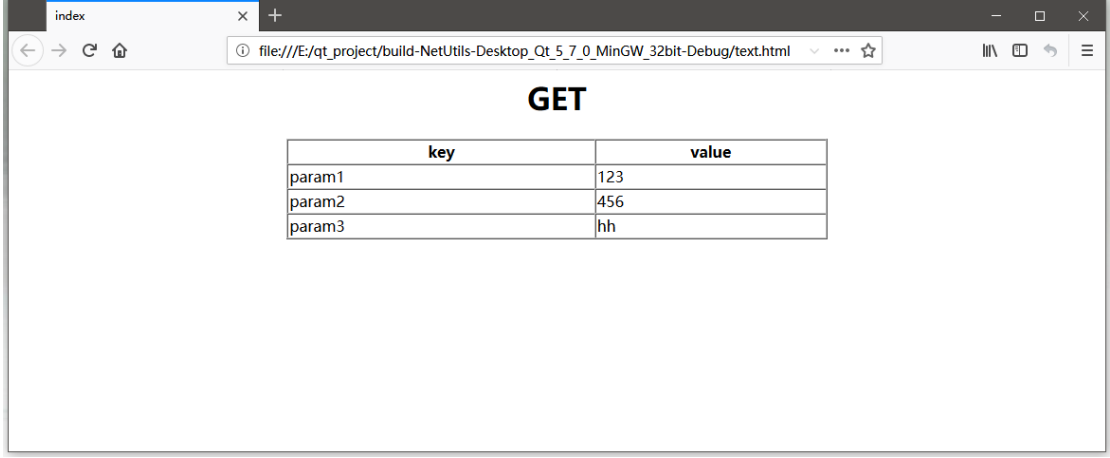 index
file:///E:/qt_project/build-NetUtils-Desktop_Qt_5_7_0_MinGW_32bit-Debug/text.html
GET
key value
param1 123
param2 456
param3 hh